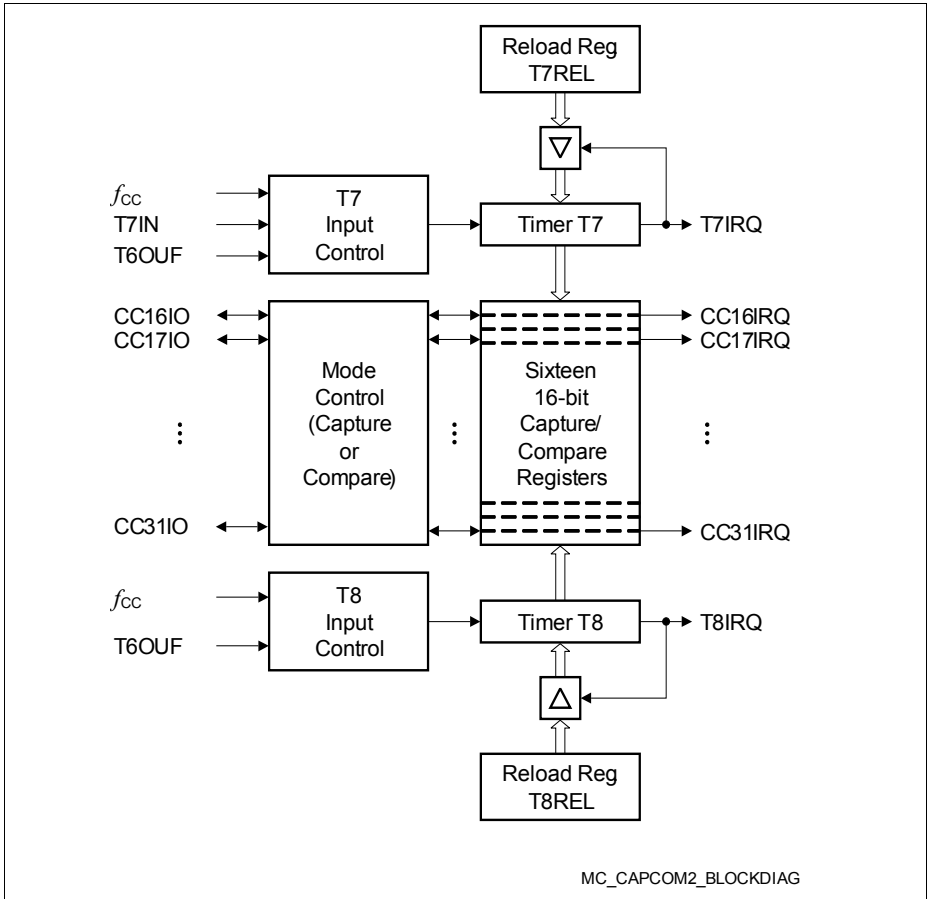 Reload Reg
T7REL
fCC
T7IN
T6OUF
T7
Input
Control
Timer T7
T7IRQ
CC16IO
CC17IO
CC31IO
Mode
Control
(Capture
or
Compare)
Sixteen
16-bit
Capture/
Compare
Registers
CC16IRQ
CC17IRQ
CC31IRQ
fCC
T6OUF
T8
Input
Control
Timer T8
T8IRQ
Reload Reg
T8REL
MC_CAPCOM2_BLOCKDIAG